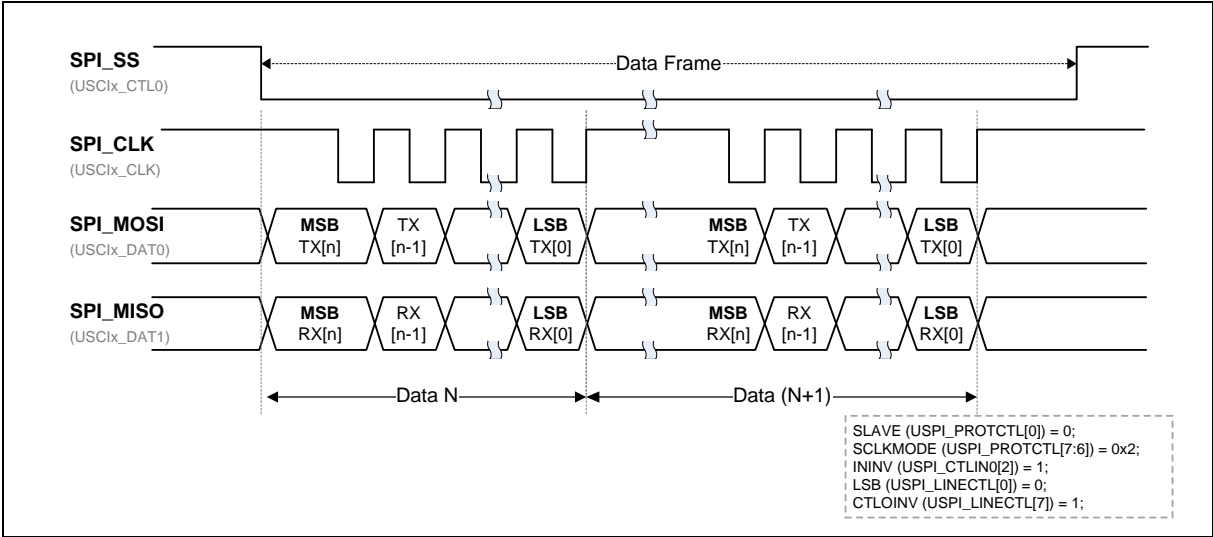 SPI_SS
(USCIx_CTL0)
Data Frame
SPI_CLK
(USCIx_CLK)
SPI_MOSI
(USCIx_DAT0)
MSB TX LSB MSB TX LSB
TX[n] [n-1] TX[0] TX[n] [n-1] TX[0]
SPI_MISO
(USCIx_DAT1)
MSB RX LSB MSB RX LSB
RX[n] [n-1] RX[0] RX[n] [n-1] RX[0]
Data N Data (N+1)
SLAVE (USPI_PROTCTL[0]) = 0;
SCLKMODE (USPI_PROTCTL[7:6]) = 0x2;
ININV (USPI_CTLIN0[2]) = 1;
LSB (USPI_LINECTL[0]) = 0;
CTLOINV (USPI_LINECTL[7]) = 1;